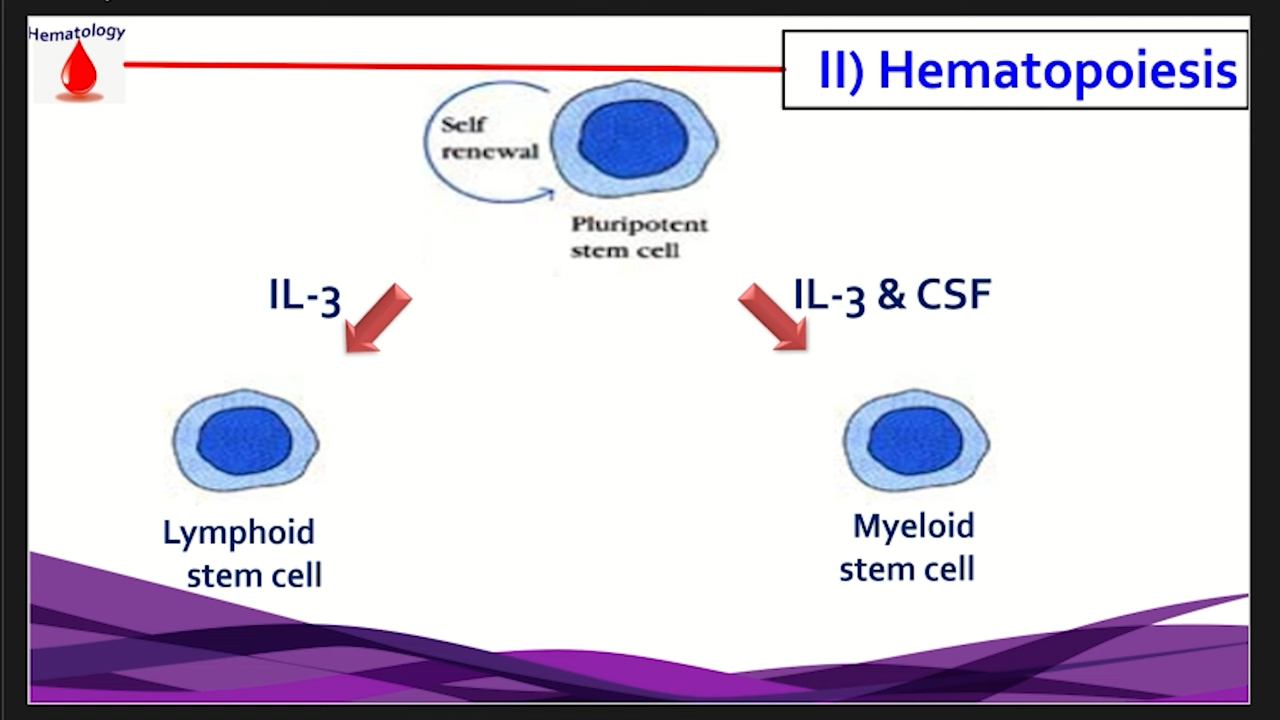 Hematology
II) Hematopoiesis
Self
renewal
Pluripotent
stem cell
IL-3
IL-3 & CSF
Lymphoid
stem cell
Myeloid
stem cell